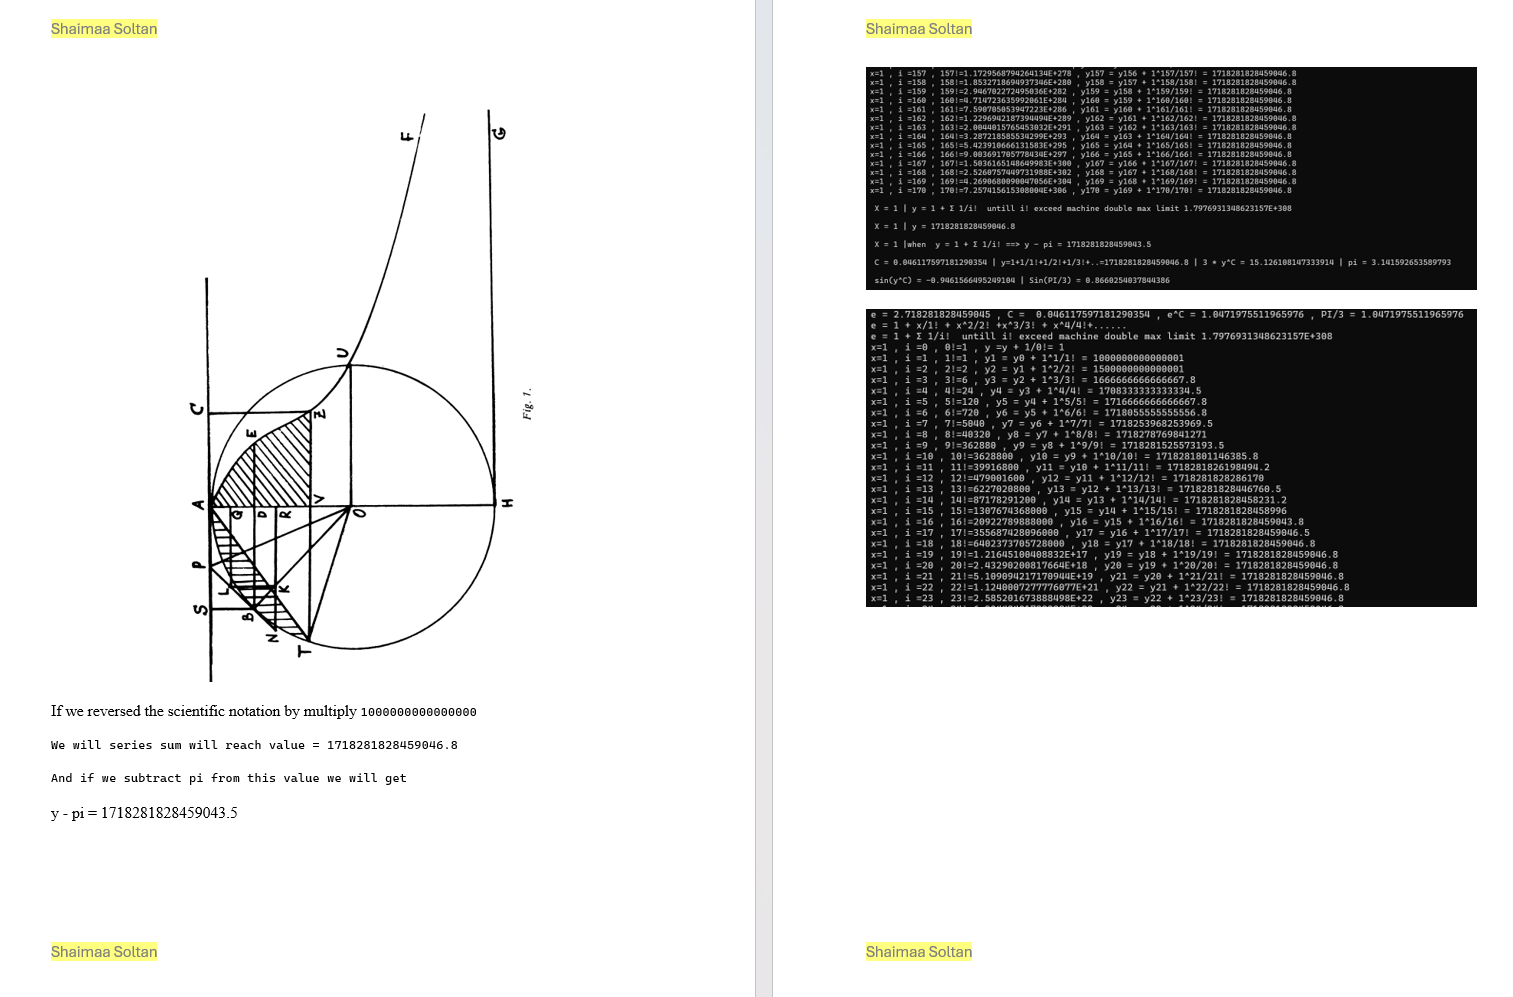 Shaimaa Soltan
F
G
U
C
Z
E
Fig. 1.
A
Q
D
R
V
O
H
P
L
K
S
B
N
T
If we reversed the scientific notation by multiply 1000000000000000
We will series sum will reach value = 1718281828459046.8
And if we subtract pi from this value we will get
y - pi = 1718281828459043.5
Shaimaa Soltan
Shaimaa Soltan
x=1 , i =157 , 157!=1.1729568794264134E+278 , y157 = y156 + 1^157/157! = 1718281828459046.8
x=1 , i =158 , 158!=1.8532718694937346E+280 , y158 = y157 + 1^158/158! = 1718281828459046.8
x=1 , i =159 , 159!=2.946702272495036E+282 , y159 = y158 + 1^159/159! = 1718281828459046.8
x=1 , i =160 , 160!=4.714723635992061E+284 , y160 = y159 + 1^160/160! = 1718281828459046.8
x=1 , i =161 , 161!=7.590705053947223E+286 , y161 = y160 + 1^161/161! = 1718281828459046.8
x=1 , i =162 , 162!=1.2296942187394494E+289 , y162 = y161 + 1^162/162! = 1718281828459046.8
x=1 , i =163 , 163!=2.0044015765453032E+291 , y163 = y162 + 1^163/163! = 1718281828459046.8
x=1 , i =164 , 164!=3.287218585534299E+293 , y164 = y163 + 1^164/164! = 1718281828459046.8
x=1 , i =165 , 165!=5.423910666131583E+295 , y165 = y164 + 1^165/165! = 1718281828459046.8
x=1 , i =166 , 166!=9.003691705778434E+297 , y166 = y165 + 1^166/166! = 1718281828459046.8
x=1 , i =167 , 167!=1.5036165148649983E+300 , y167 = y166 + 1^167/167! = 1718281828459046.8
x=1 , i =168 , 168!=2.5260757449731988E+302 , y168 = y167 + 1^168/168! = 1718281828459046.8
x=1 , i =169 , 169!=4.2690680090047056E+304 , y169 = y168 + 1^169/169! = 1718281828459046.8
x=1 , i =170 , 170!=7.257415615308004E+306 , y170 = y169 + 1^170/170! = 1718281828459046.8
X = 1 | y = 1 + Σ 1/i! untill i! exceed machine double max limit 1.7976931348623157E+308
X = 1 | y = 1718281828459046.8
X = 1 |when y = 1 + Σ 1/i! ==> y - pi = 1718281828459043.5
C = 0.046117597181290354 | y=1+1/1!+1/2!+1/3!+..=1718281828459046.8 | 3 * y^C = 15.126108147333914 | pi = 3.141592653589793
sin(y^C) = -0.9461566495249104 | Sin(PI/3) = 0.8660254037844386
e = 2.718281828459045 , C = 0.046117597181290354 , e^C = 1.0471975511965976 , PI/3 = 1.0471975511965976
e = 1 + x/1! + x^2/2! +x^3/3! + x^4/4!+......
e = 1 + Σ 1/i! untill i! exceed machine double max limit 1.7976931348623157E+308
x=1 , i =0 , 0!=1 , y =y + 1/0!= 1
x=1 , i =1 , 1!=1 , y1 = y0 + 1^1/1! = 1000000000000001
x=1 , i =2 , 2!=2 , y2 = y1 + 1^2/2! = 1500000000000001
x=1 , i =3 , 3!=6 , y3 = y2 + 1^3/3! = 1666666666666667.8
x=1 , i =4 , 4!=24 , y4 = y3 + 1^4/4! = 1708333333333334.5
x=1 , i =5 , 5!=120 , y5 = y4 + 1^5/5! = 1716666666666667.8
x=1 , i =6 , 6!=720 , y6 = y5 + 1^6/6! = 1718055555555556.8
x=1 , i =7 , 7!=5040 , y7 = y6 + 1^7/7! = 1718253968253969.5
x=1 , i =8 , 8!=40320 , y8 = y7 + 1^8/8! = 1718278769841271
x=1 , i =9 , 9!=362880 , y9 = y8 + 1^9/9! = 1718281525573193.5
x=1 , i =10 , 10!=3628800 , y10 = y9 + 1^10/10! = 1718281801146385.8
x=1 , i =11 , 11!=39916800 , y11 = y10 + 1^11/11! = 1718281826198494.2
x=1 , i =12 , 12!=479001600 , y12 = y11 + 1^12/12! = 1718281828286170
x=1 , i =13 , 13!=6227020800 , y13 = y12 + 1^13/13! = 1718281828446760.5
x=1 , i =14 , 14!=87178291200 , y14 = y13 + 1^14/14! = 1718281828458231.2
x=1 , i =15 , 15!=1307674368000 , y15 = y14 + 1^15/15! = 1718281828458996
x=1 , i =16 , 16!=20922789888000 , y16 = y15 + 1^16/16! = 1718281828459043.8
x=1 , i =17 , 17!=355687428096000 , y17 = y16 + 1^17/17! = 1718281828459046.5
x=1 , i =18 , 18!=6402373705728000 , y18 = y17 + 1^18/18! = 1718281828459046.8
x=1 , i =19 , 19!=1.21645100408832E+17 , y19 = y18 + 1^19/19! = 1718281828459046.8
x=1 , i =20 , 20!=2.43290200817664E+18 , y20 = y19 + 1^20/20! = 1718281828459046.8
x=1 , i =21 , 21!=5.109094217170944E+19 , y21 = y20 + 1^21/21! = 1718281828459046.8
x=1 , i =22 , 22!=1.1240007277776077E+21 , y22 = y21 + 1^22/22! = 1718281828459046.8
x=1 , i =23 , 23!=2.585201673888498E+22 , y23 = y22 + 1^23/23! = 1718281828459046.8
Shaimaa Soltan